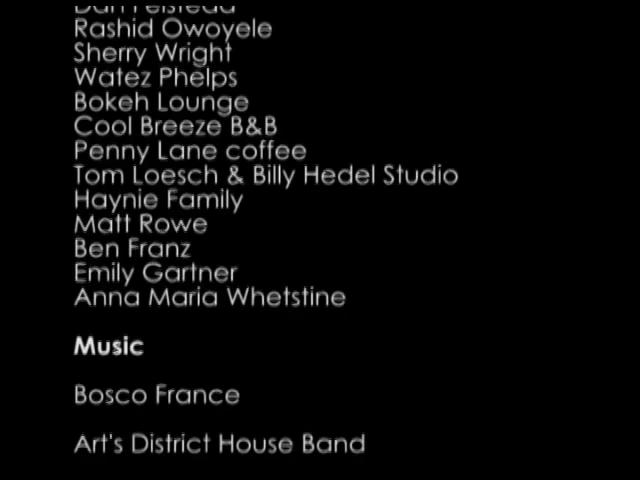 Rashid Owoyele
Sherry Wright
Watez Phelps
Bokeh Lounge
Cool Breeze B&B
Penny Lane coffee
Tom Loesch & Billy Hedel Studio
Haynie Family
Matt Rowe
Ben Franz
Emily Gartner
Anna Maria Whetstine
Music
Bosco France
Art's District House Band